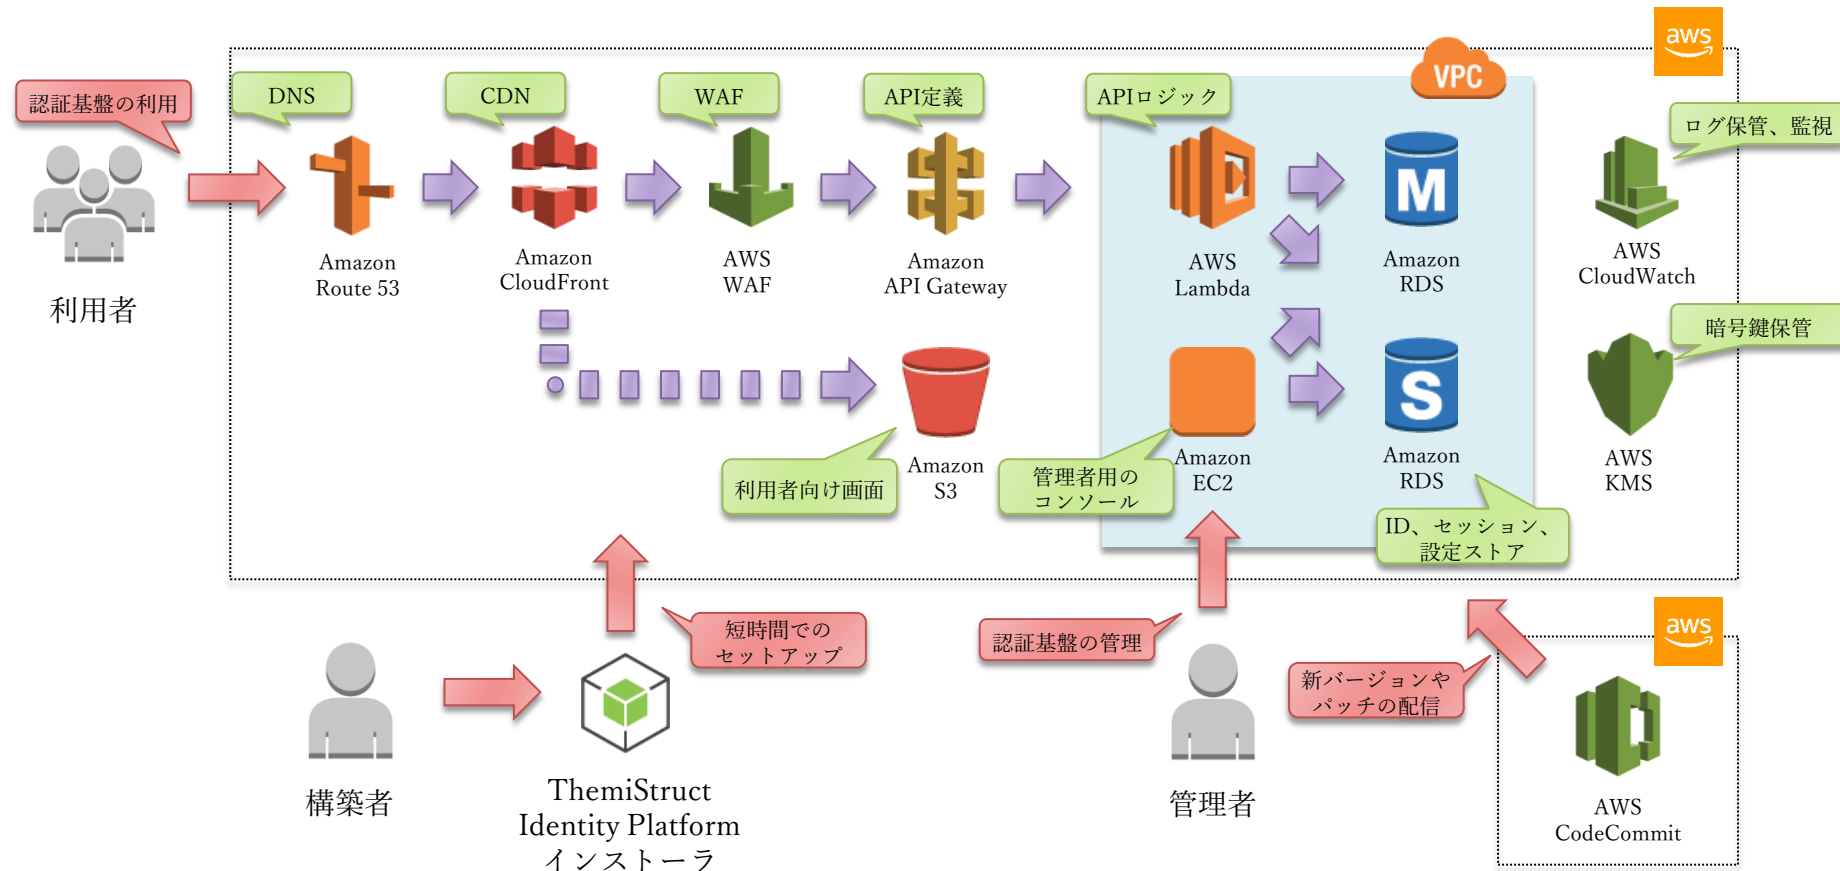 aws
認証基盤の利用
DNS
CDN
WAF
API定義
APIロジック
VPC
ログ保管、監視
M
Amazon
Route 53
Amazon
CloudFront
AWS
WAF
Amazon
API Gateway
AWS
Lambda
Amazon
RDS
AWS
CloudWatch
利用者
暗号鍵保管
S
利用者向け画面
Amazon
S3
管理者用の
コンソール
Amazon
EC2
Amazon
RDS
AWS
KMS
ID、セッション、
設定ストア
短時間での
セットアップ
認証基盤の管理
新バージョンや
パッチの配信
aws
構築者
ThemiStruct
Identity Platform
インストーラ
管理者
AWS
CodeCommit